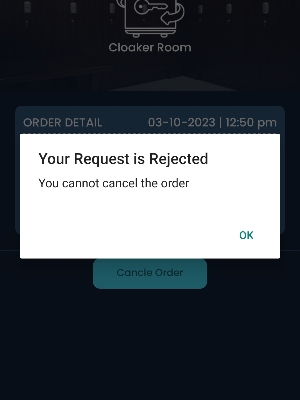 Cloaker Room
ORDER DETAIL 03-10-2023 | 12:50 pm
Your Request is Rejected
You cannot cancel the order
OK
Cancle Order